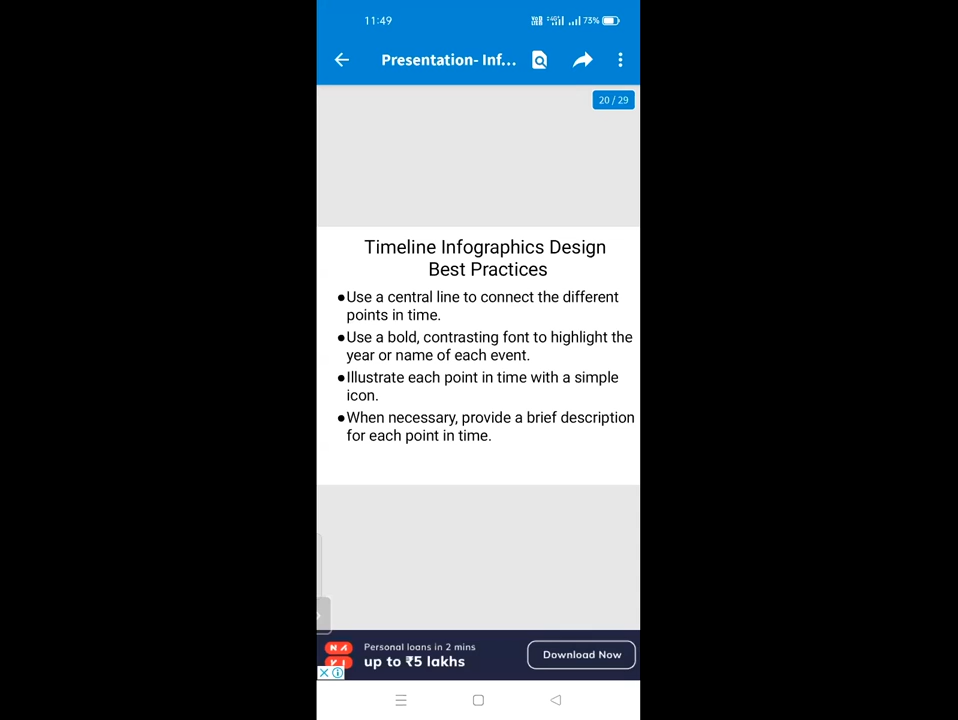 11:49
73%
Presentation- Inf...
20 / 29
Timeline Infographics Design
Best Practices
●Use a central line to connect the different
points in time.
●Use a bold, contrasting font to highlight the
year or name of each event.
●Illustrate each point in time with a simple
icon.
●When necessary, provide a brief description
for each point in time.
Personal loans in 2 mins
up to ₹5 lakhs
Download Now